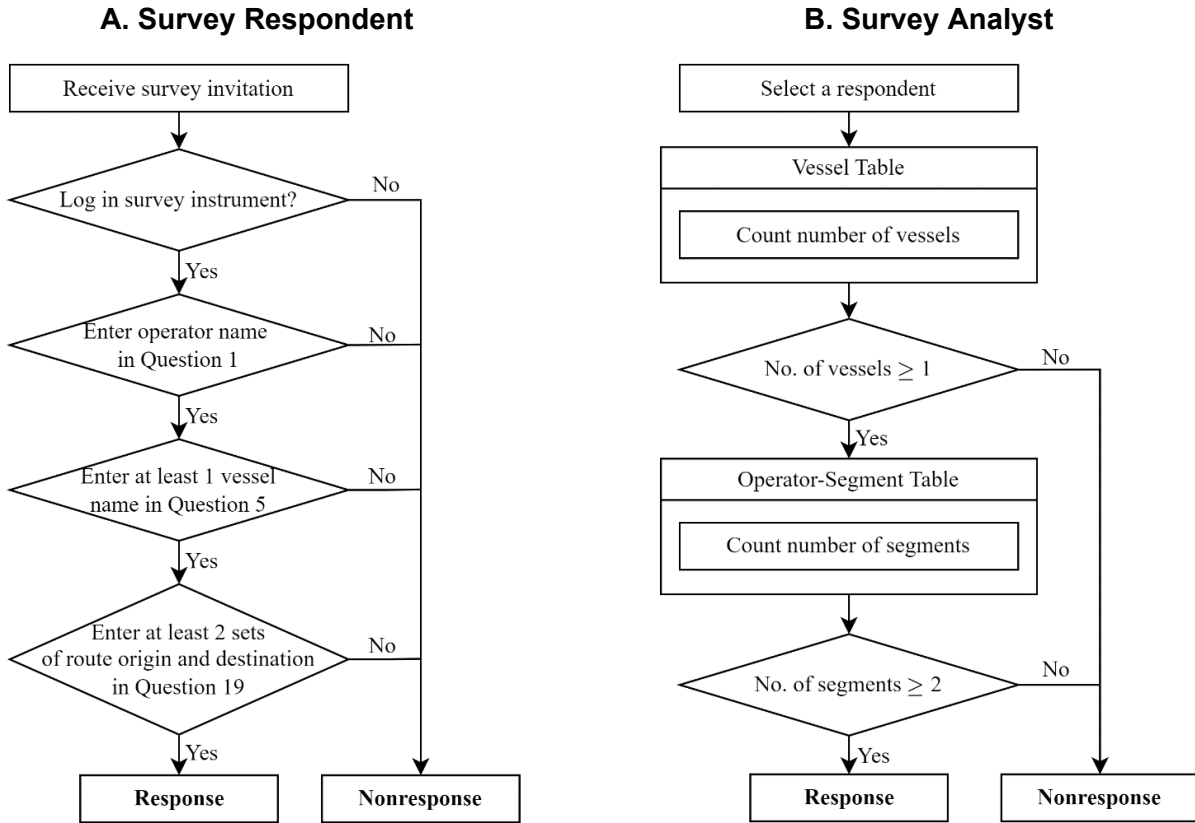 A. Survey Respondent
Receive survey invitation
Log in survey instrument?
No
Yes
Enter operator name
in Question 1
No
Yes
Enter at least 1 vessel
name in Question 5
No
Yes
Enter at least 2 sets
of route origin and destination
in Question 19
No
Yes
Response
Nonresponse
B. Survey Analyst
Select a respondent
Vessel Table
Count number of vessels
No. of vessels ≥ 1
No
Yes
Operator-Segment Table
Count number of segments
No. of segments ≥ 2
No
Yes
Response
Nonresponse